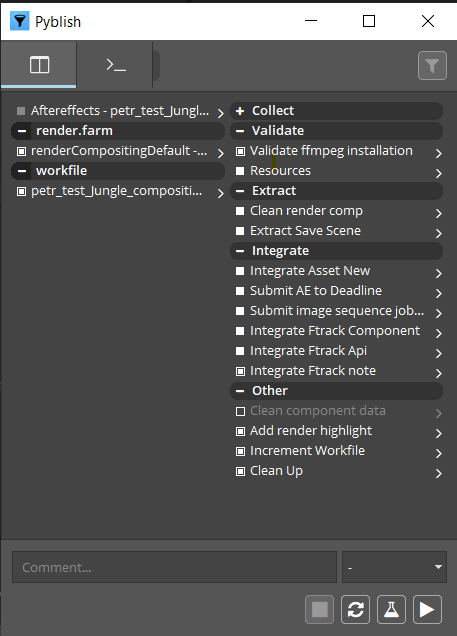 Pyblish
Aftereffects - petr_test_Jungl...
render.farm
renderCompositingDefault -...
workfile
petr_test_Jungle_compositi...
Collect
Validate
Validate ffmpeg installation
Resources
Extract
Clean render comp
Extract Save Scene
Integrate
Integrate Asset New
Submit AE to Deadline
Submit image sequence job...
Integrate Ftrack Component
Integrate Ftrack Api
Integrate Ftrack note
Other
Clean component data
Add render highlight
Increment Workfile
Clean Up
Comment...
-